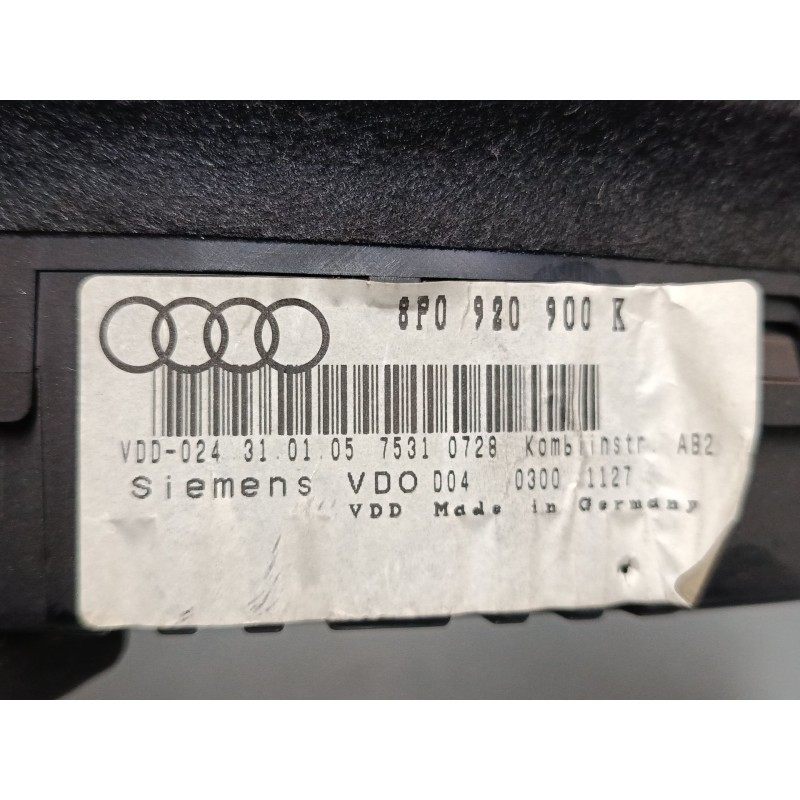 8P0 920 900 K
VDD-024 31.01.05 7531 0728 Kombiinstr. AB2
Siemens VDO D04 0300 1127
VDD Made in Germany